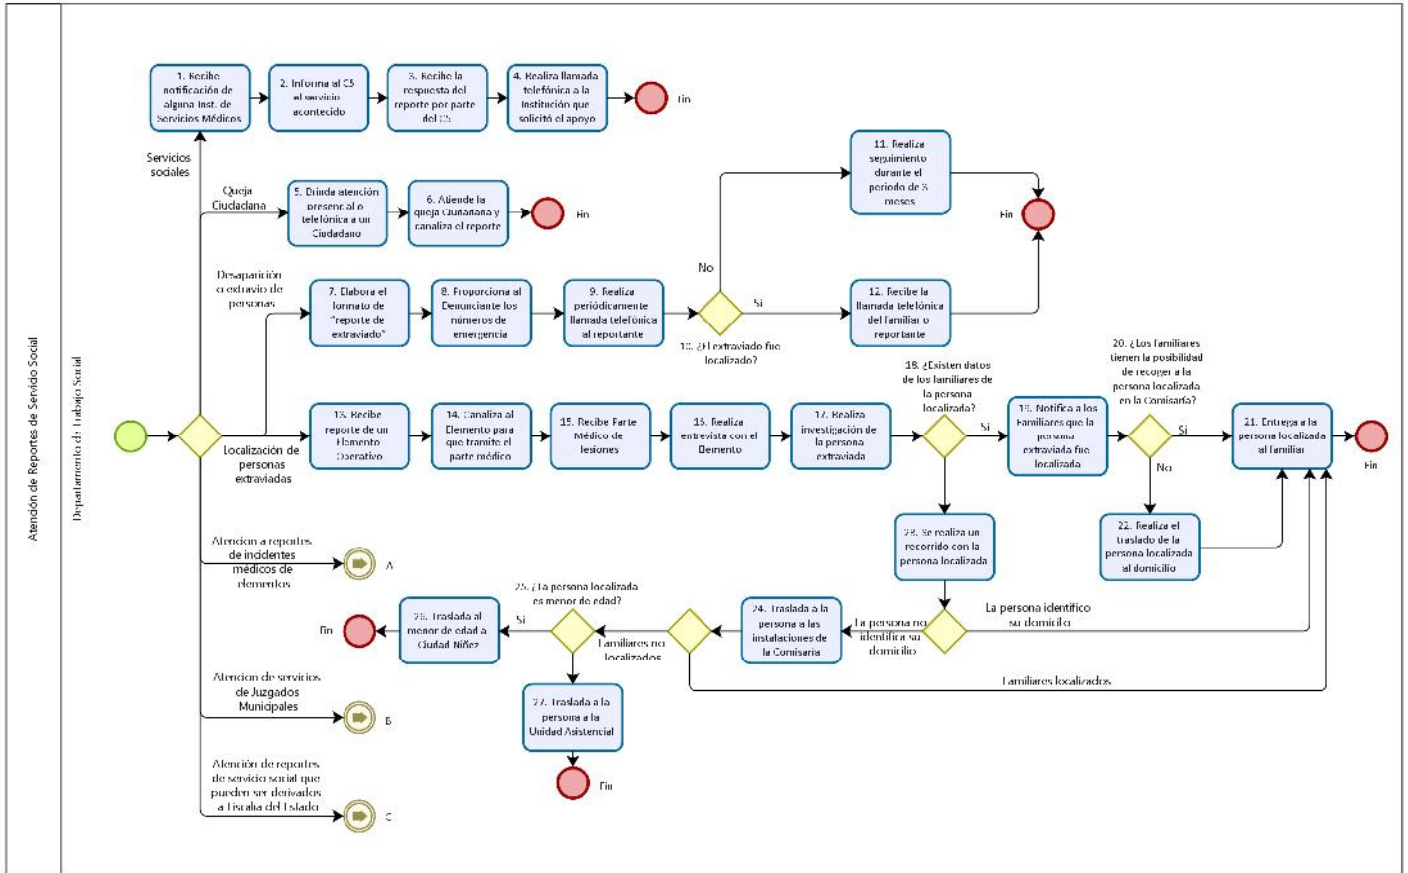 Atención de Reportes de Servicio Social
Departamento de Trabajo Social
1. Recibe
notificación de
alguna Inst. de
Servicios Médicos
2. Informa al C5
el servicio
acontecido
3. Recibe la
respuesta del
reporte por parte
del C5
4. Realiza llamada
telefónica a la
Institución que
solicitó el apoyo
Fin
Servicios
sociales
Queja
Ciudadana
5. Brinda atención
presencial o
telefónica a un
Ciudadano
6. Atiende la
queja Ciudadana y
canaliza el reporte
Fin
Desaparición
o extravío de
personas
7. Elabora el
formato de
"reporte de
extraviado"
8. Proporciona al
Denunciante los
números de
emergencia
9. Realiza
periódicamente
llamada telefónica
al reportante
10. ¿El extraviado fue
localizado?
No
Si
11. Realiza
seguimiento
durante el
periodo de 3
meses
12. Recibe la
llamada telefónica
del familiar o
reportante
Fin
Localización de
personas
extraviadas
13. Recibe
reporte de un
Elemento
Operativo
14. Canaliza al
Elemento para
que tramite el
parte médico
15. Recibe Parte
Médico de
lesiones
16. Realiza
entrevista con el
Elemento
17. Realiza
investigación de
la persona
extraviada
18. ¿Existen datos
de los familiares de
la persona
localizada?
Si
19. Notifica a los
Familiares que la
persona
extraviada fue
localizada
20. ¿Los familiares
tienen la posibilidad
de recoger a la
persona localizada
en la Comisaría?
Si
No
21. Entrega a la
persona localizada
al familiar
Fin
22. Realiza el
traslado de la
persona localizada
al domicilio
23. Se realiza un
recorrido con la
persona localizada
La persona identifico
su domicilio
La persona no
identifica su
domicilio
24. Traslada a la
persona a las
instalaciones de
la Comisaría
Familiares no
localizados
Familiares localizados
25. ¿La persona localizada
es menor de edad?
Si
26. Traslada al
menor de edad a
Ciudad Niñez
Fin
27. Traslada a la
persona a la
Unidad Asistencial
Fin
Atencion a reportes
de incidentes
médicos de
elementos
A
Atencion de servicios
de Juzgados
Municipales
B
Atención de reportes
de servicio social que
pueden ser derivados
a Fiscalia del Estado
C